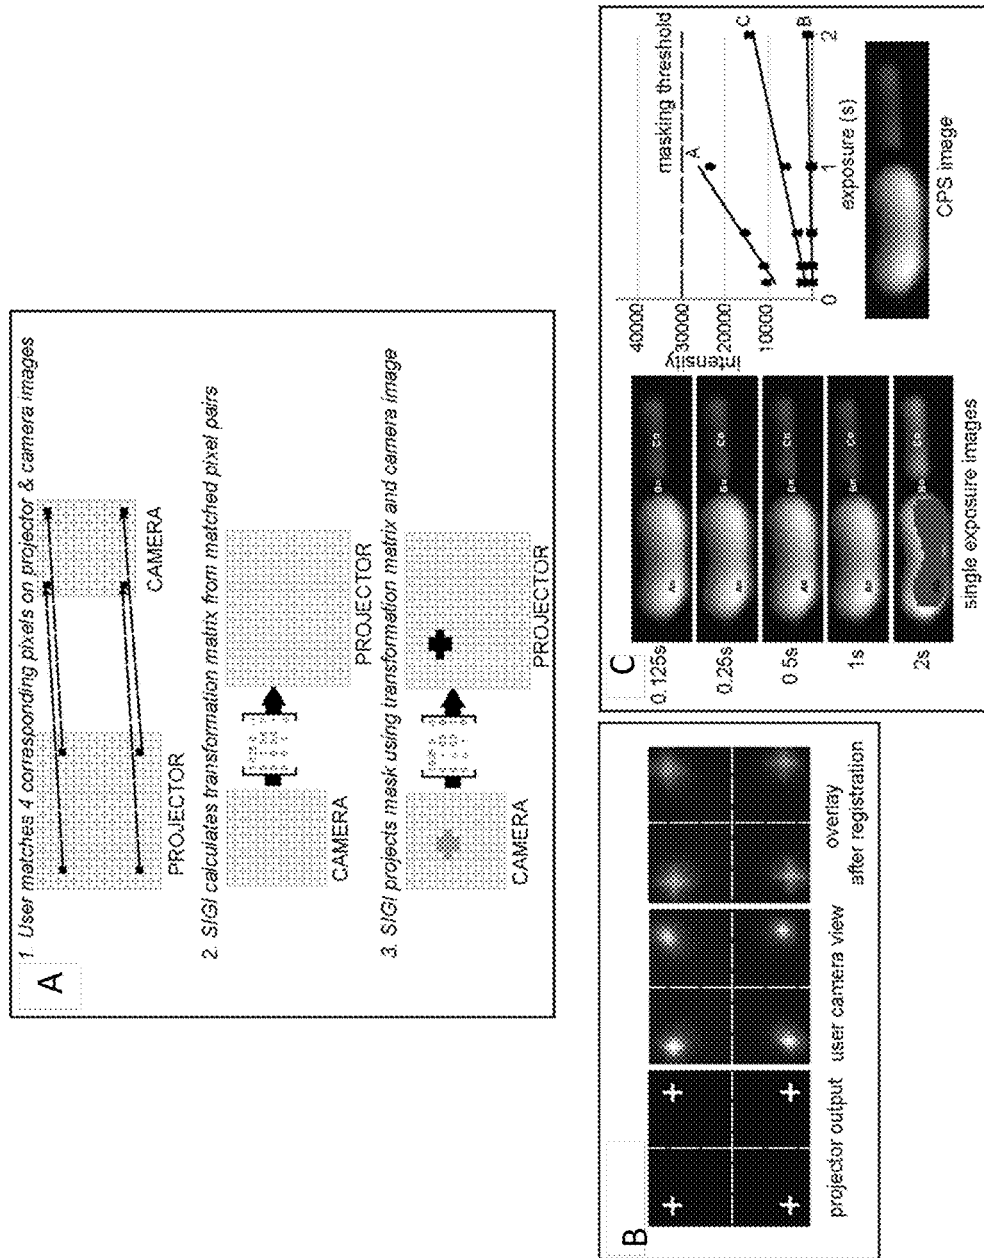 A
1. User matches 4 corresponding pixels on projector & camera images
PROJECTOR
CAMERA
2. SIGI calculates transformation matrix from matched pixel pairs
CAMERA
PROJECTOR
3. SIGI projects mask using transformation matrix and camera image
CAMERA
PROJECTOR
B
projector output
user camera view
overlay
after registration
C
0.125s
0.25s
0.5s
1s
2s
single exposure images
intensity
40000
30000
20000
10000
masking threshold
A
C
B
0
1
2
exposure (s)
CPS image